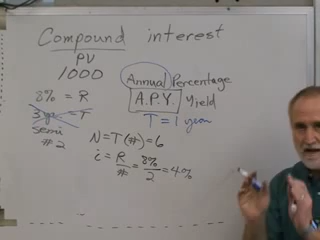 Compound interest
PV
1000
Annual Percentage
A.P.Y. Yield
8% = R
3 yr = T
T = 1 year
semi
#2
N = T(#) = 6
i = R/# = 8%/2 = 4%